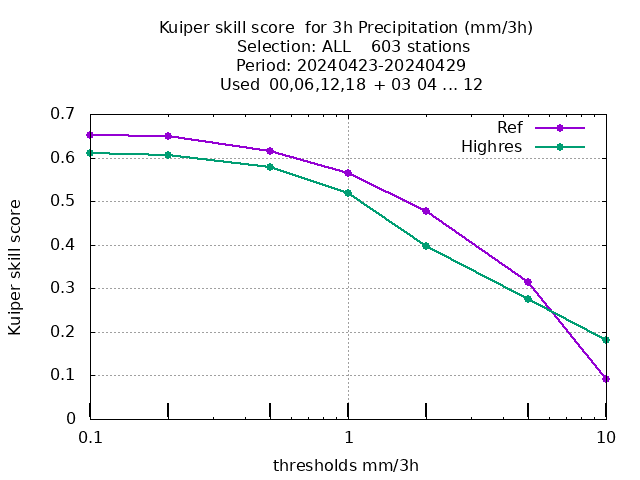 Kuiper skill score  for 3h Precipitation (mm/3h)
Selection: ALL    603 stations
Period: 20240423-20240429
Used 00,06,12,18 + 03 04 ... 12
Ref
Highres
0.7
0.6
0.5
0.4
0.3
0.2
0.1
0
Kuiper skill score
0.1
1
10
thresholds mm/3h